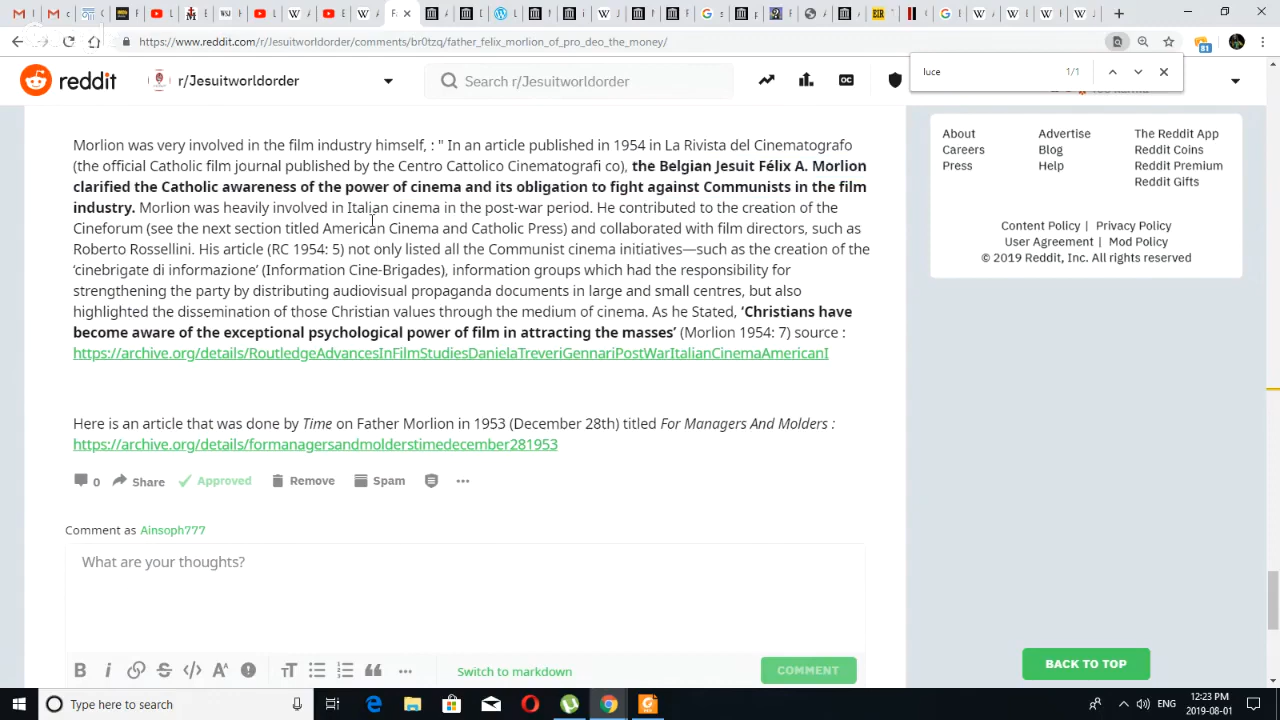 https://www.reddit.com/r/Jesuitworldorder/comments/br0tzq/father_felix_morlion_of_pro_deo_the_money/
81
luce
1/1
reddit
r/Jesuitworldorder
Search r/Jesuitworldorder
Morlion was very involved in the film industry himself, : " In an article published in 1954 in La Rivista del Cinematografo
(the official Catholic film journal published by the Centro Cattolico Cinematografi co), the Belgian Jesuit Félix A. Morlion
clarified the Catholic awareness of the power of cinema and its obligation to fight against Communists in the film
industry. Morlion was heavily involved in Italian cinema in the post-war period. He contributed to the creation of the
Cineforum (see the next section titled American Cinema and Catholic Press) and collaborated with film directors, such as
Roberto Rossellini. His article (RC 1954: 5) not only listed all the Communist cinema initiatives—such as the creation of the
‘cinebrigate di informazione’ (Information Cine-Brigades), information groups which had the responsibility for
strengthening the party by distributing audiovisual propaganda documents in large and small centres, but also
highlighted the dissemination of those Christian values through the medium of cinema. As he Stated, ‘Christians have
become aware of the exceptional psychological power of film in attracting the masses’ (Morlion 1954: 7) source :
https://archive.org/details/RoutledgeAdvancesInFilmStudiesDanielaTreveriGennariPostWarItalianCinemaAmericanI
Here is an article that was done by Time on Father Morlion in 1953 (December 28th) titled For Managers And Molders :
https://archive.org/details/formanagersandmolderstimedecember281953
0 Share Approved Remove Spam
Comment as Ainsoph777
What are your thoughts?
Switch to markdown
COMMENT
About Advertise The Reddit App
Careers Blog Reddit Coins
Press Help Reddit Premium
Reddit Gifts
Content Policy | Privacy Policy
User Agreement | Mod Policy
© 2019 Reddit, Inc. All rights reserved
BACK TO TOP
Type here to search
ENG
12:23 PM
2019-08-01